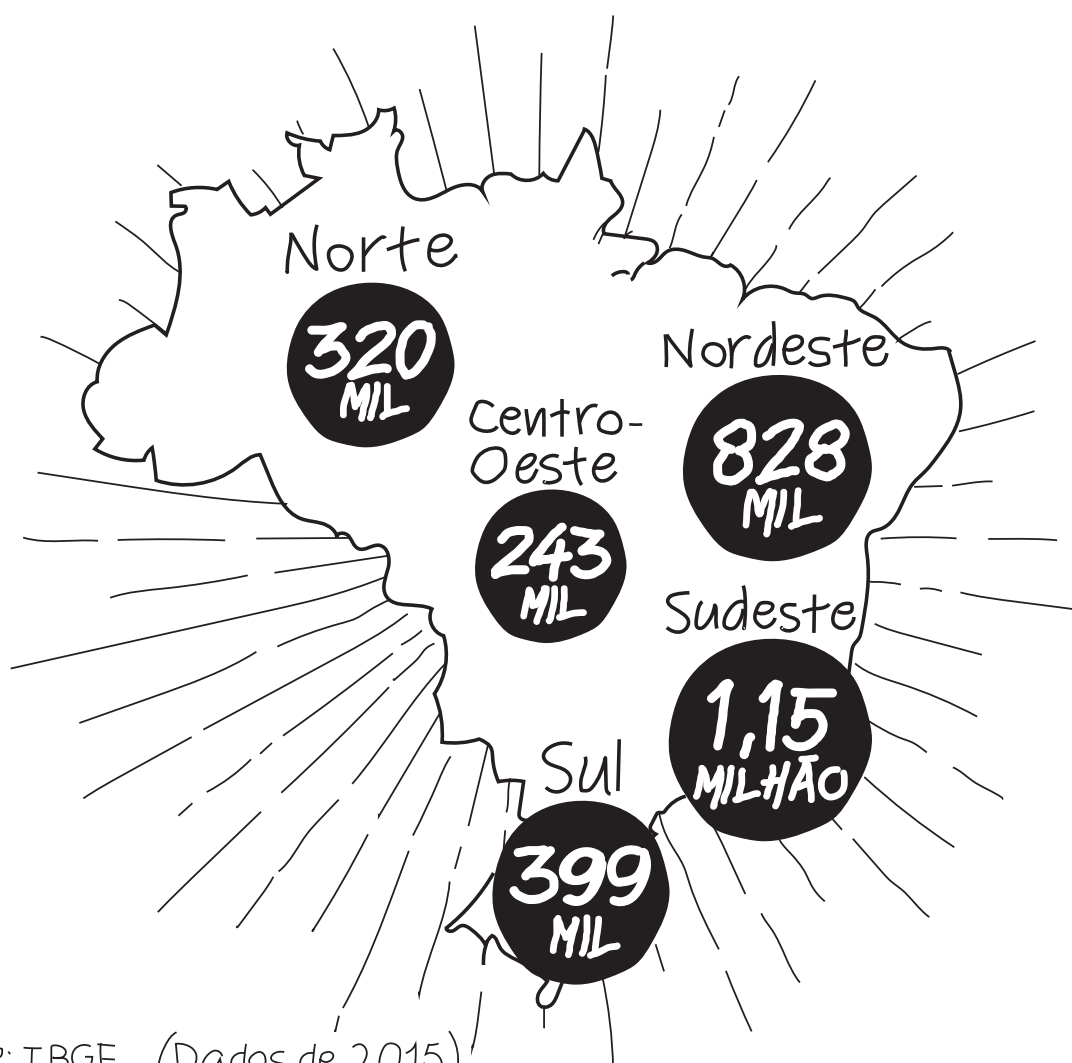 Norte
320
MIL
Nordeste
828
MIL
Centro-
Oeste
243
MIL
Sudeste
1,15
MILHÃO
Sul
399
MIL
IBGE (Dados de 2015)